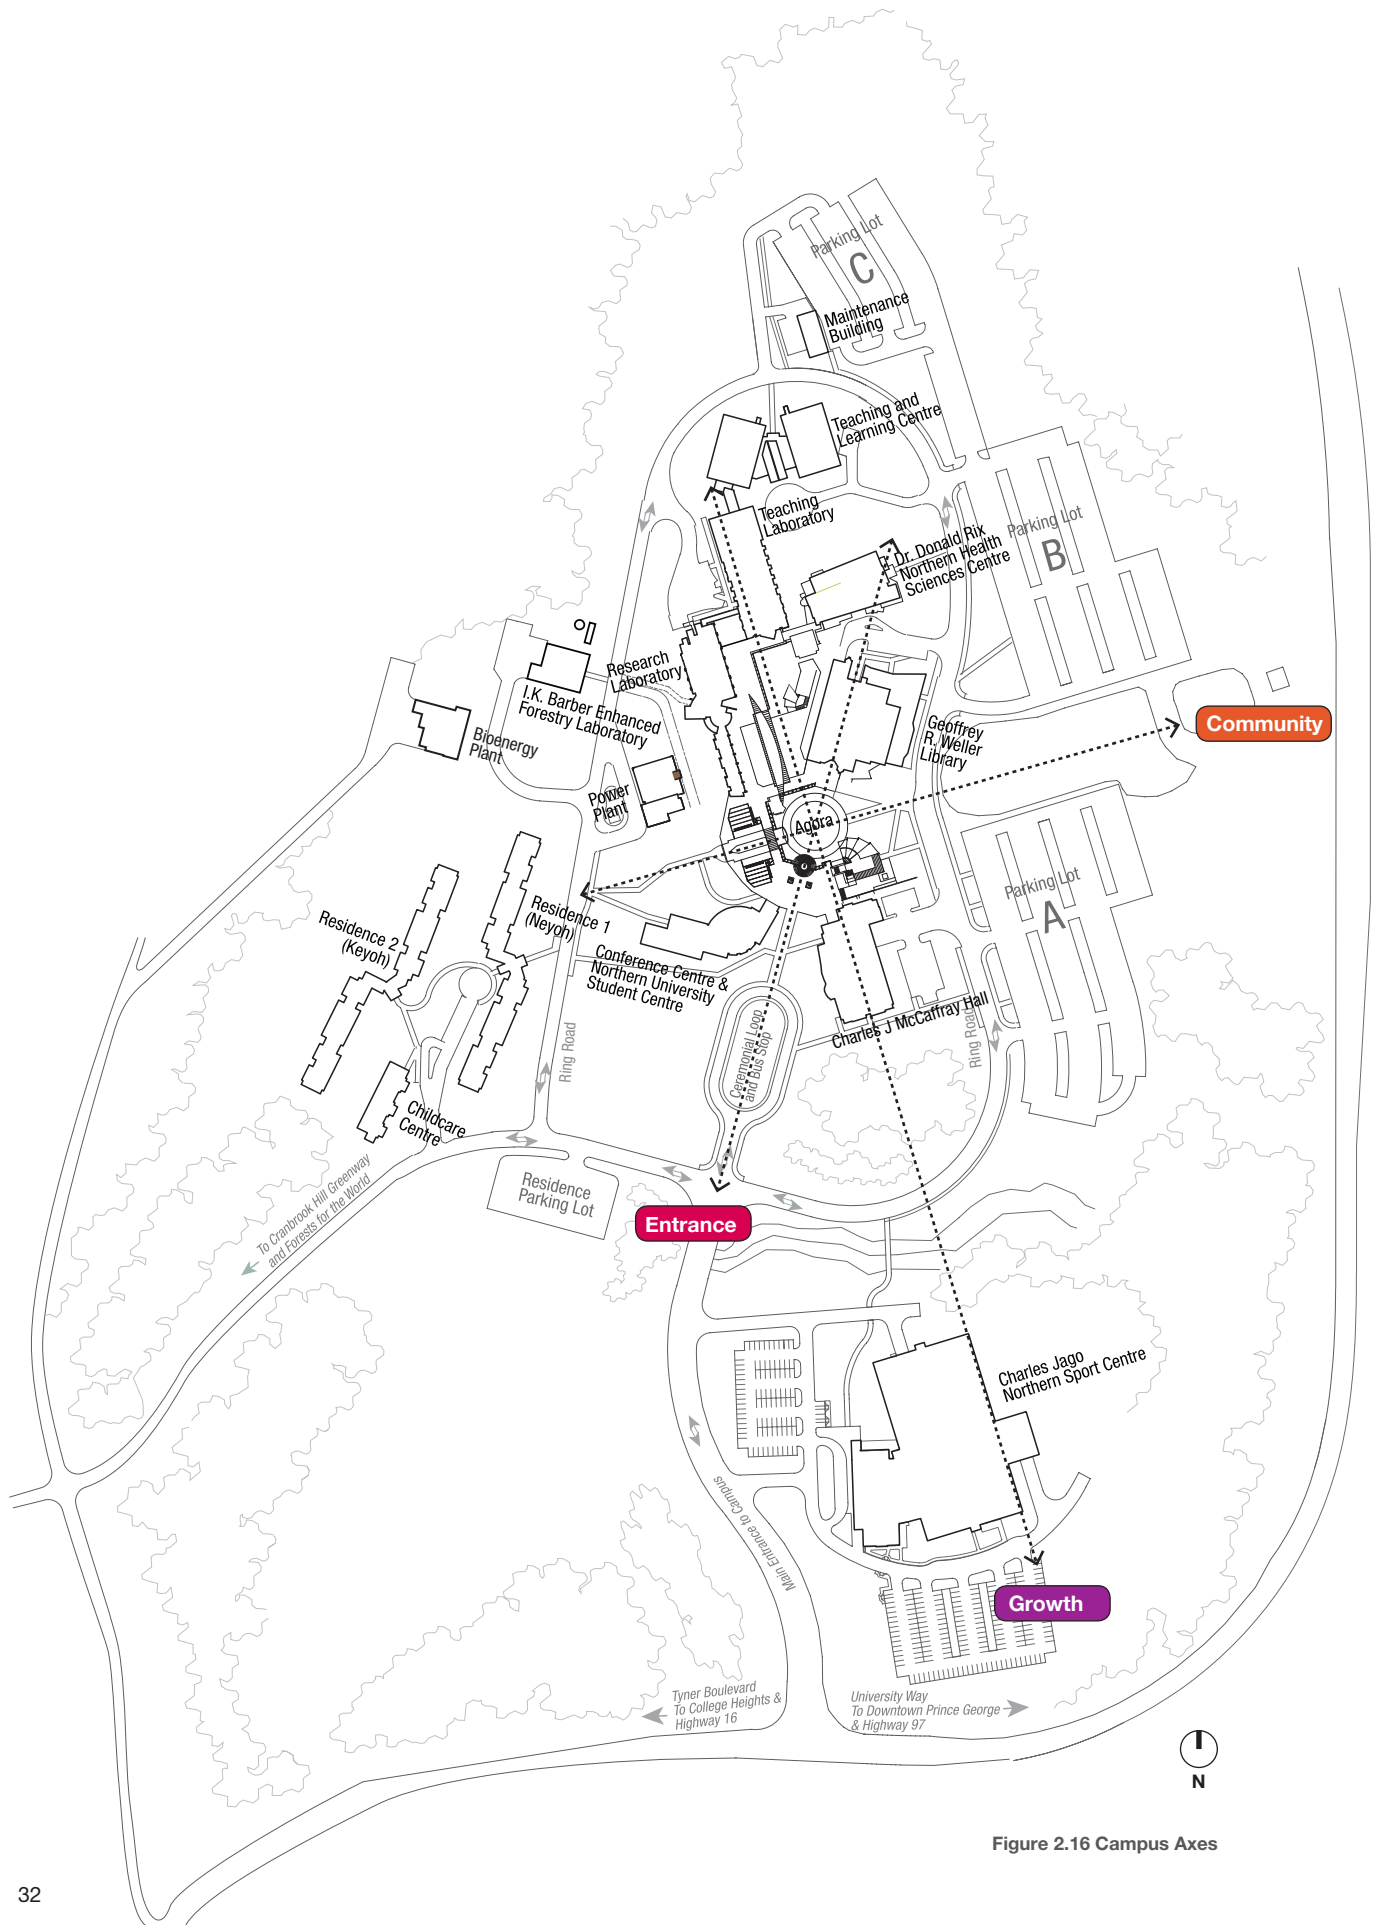 Parking Lot
C
Maintenance
Building
Teaching and
Learning Centre
Teaching
Laboratory
Parking Lot
B
Dr. Donald Rix
Northern Health
Sciences Centre
Research
Laboratory
I.K. Barber Enhanced
Forestry Laboratory
Bioenergy
Plant
Geoffrey
R. Weller
Library
Community
Power
Plant
Agora
Parking Lot
A
Residence 1
(Neyoh)
Residence 2
(Keyoh)
Conference Centre &
Northern University
Student Centre
Charles J McCaffray Hall
Ring Road
Ring Road
Ceremonial Loop
and Bus Stop
Childcare
Centre
To Cranbrook Hill Greenway
and Forests for the World
Residence
Parking Lot
Entrance
Charles Jago
Northern Sport Centre
Main Entrance to Campus
Growth
Tyner Boulevard
To College Heights &
Highway 16
University Way
To Downtown Prince George
& Highway 97
N
Figure 2.16 Campus Axes
32